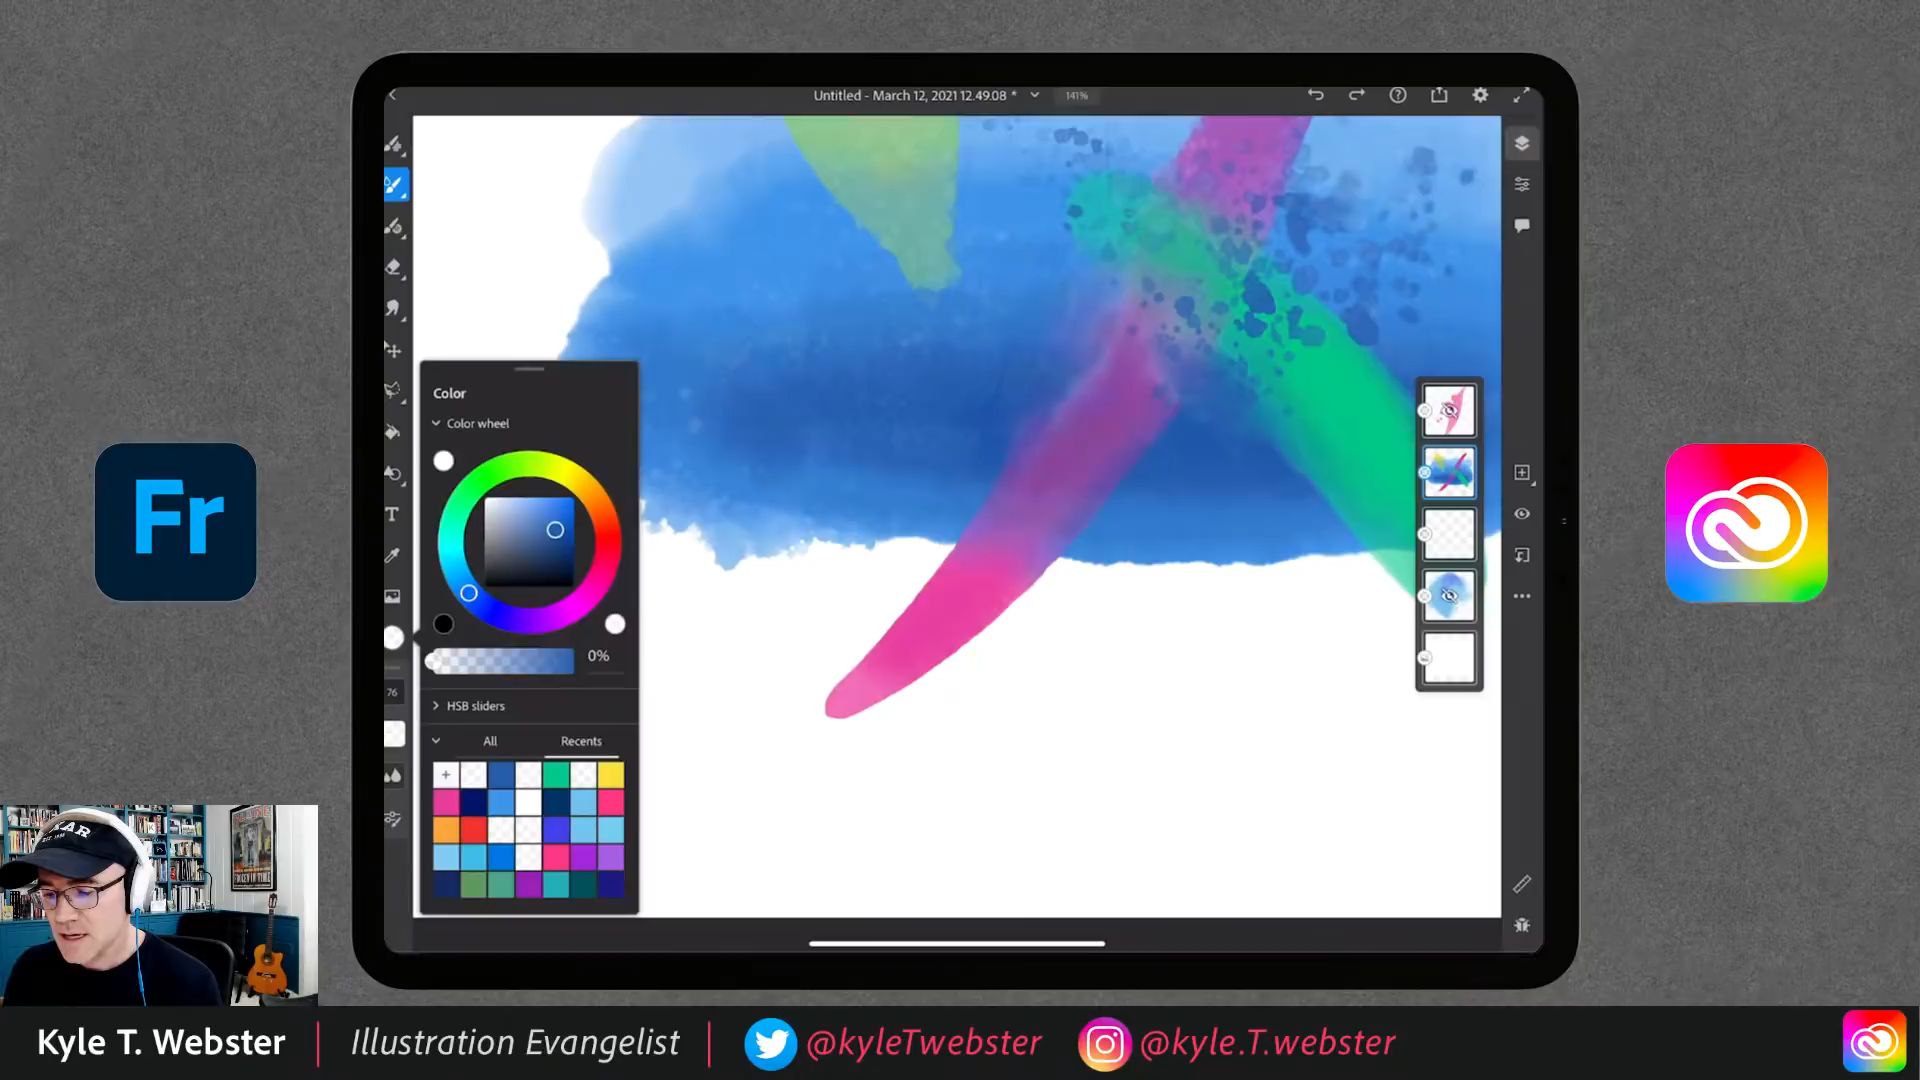 Untitled - March 12, 2021 12.49.08 *
141%
Fr
Color
Color wheel
T
0%
76
HSB sliders
All
Recents
Kyle T. Webster
Illustration Evangelist
@kyleTwebster
@kyle.T.webster